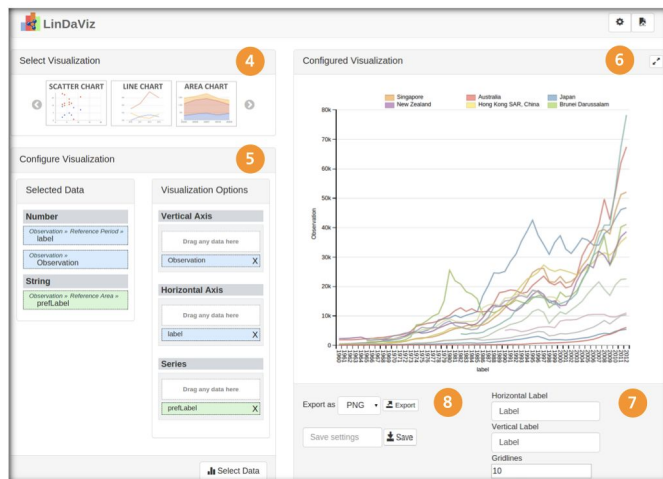 LinDaViz
Select Visualization
4
SCATTER CHART
LINE CHART
AREA CHART
Configure Visualization
5
Selected Data
Number
Observation » Reference Period »
label
Observation »
Observation
String
Observation » Reference Area »
prefLabel
Visualization Options
Vertical Axis
Drag any data here
Observation X
Horizontal Axis
Drag any data here
label X
Series
Drag any data here
prefLabel X
Select Data
Configured Visualization
6
Singapore
Australia
Japan
New Zealand
Hong Kong SAR, China
Brunei Darussalam
80k
70k
60k
50k
40k
30k
20k
10k
0
Observation
label
Export as PNG Export
8
Save settings Save
Horizontal Label
Label
7
Vertical Label
Label
Gridlines
10